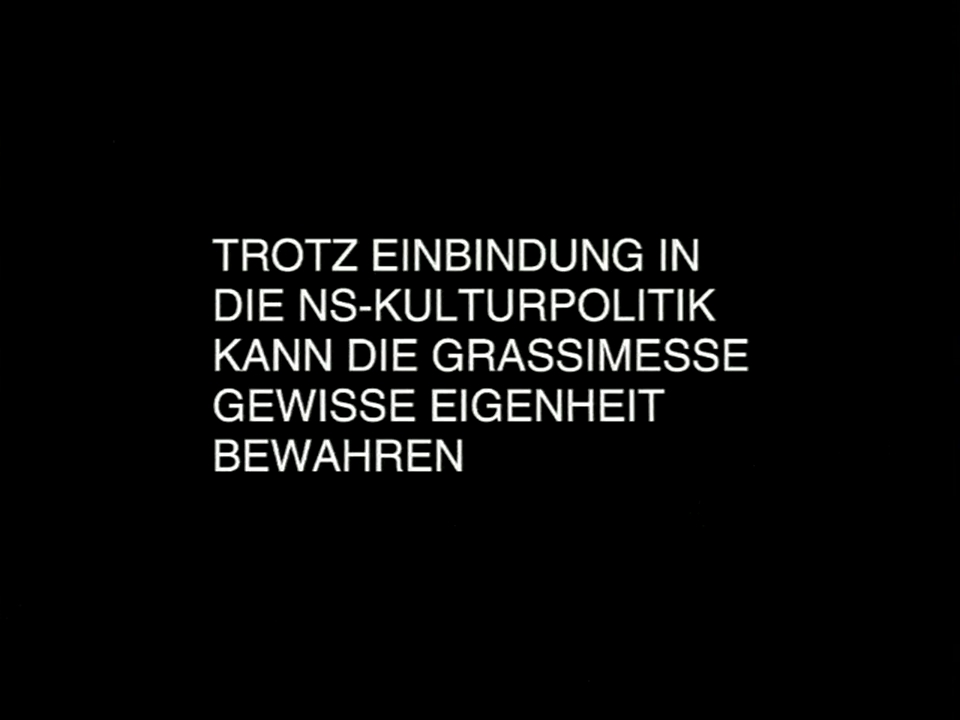 TROTZ EINBINDUNG IN
DIE NS-KULTURPOLITIK
KANN DIE GRASSIMESSE
GEWISSE EIGENHEIT
BEWAHREN